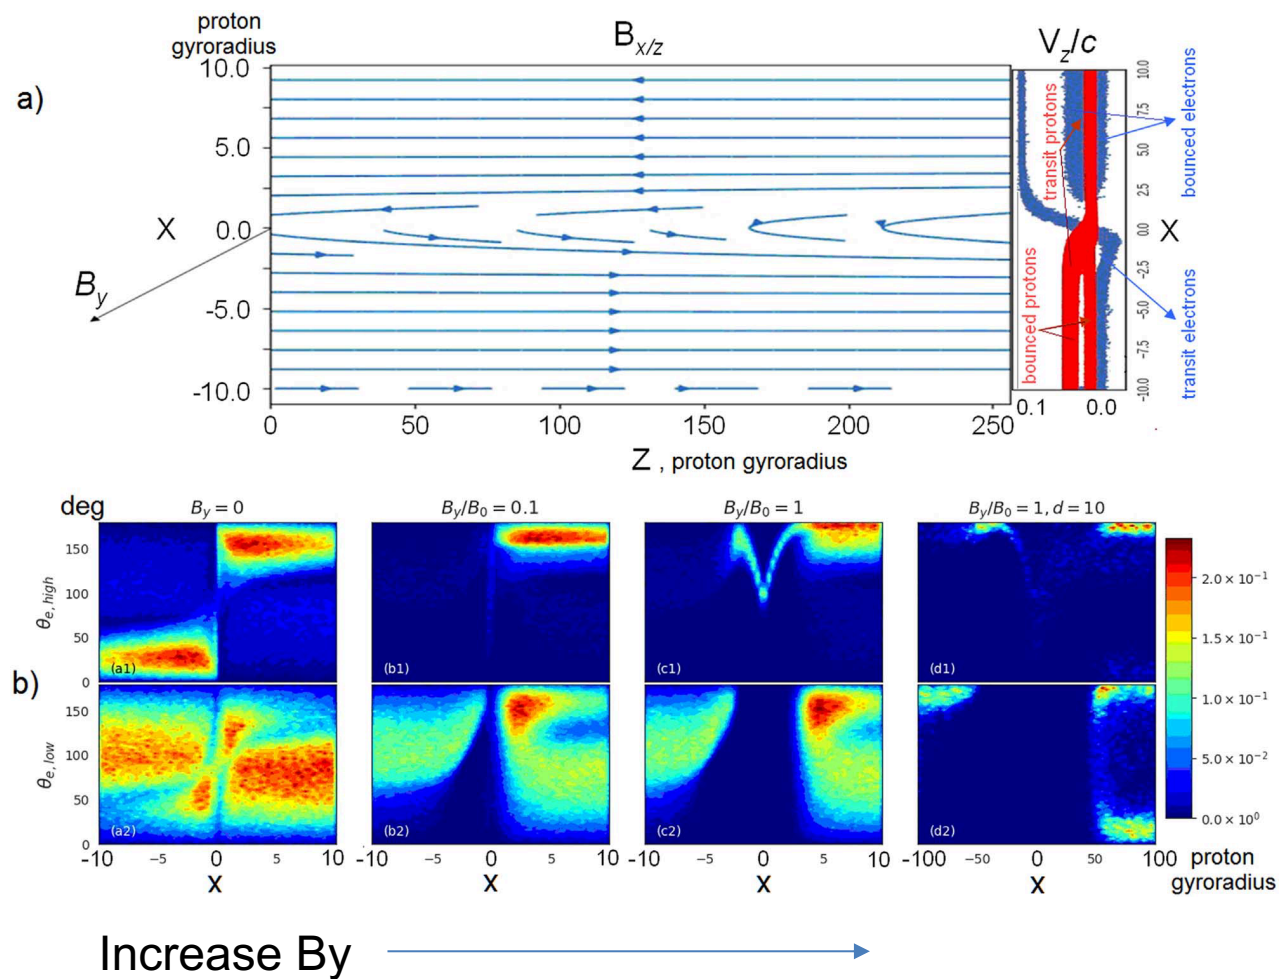 proton
gyroradius
B_{x/z}
V_z/c
a)
10.0
5.0
0.0
-5.0
-10.0
X
B_y
0
50
100
150
200
250
Z , proton gyroradius
bounced protons
transit protons
10.0
7.5
5.0
2.5
0.0
-2.5
-5.0
-7.5
-10.0
X
0.1
0.0
bounced electrons
transit electrons
b)
deg
B_y = 0
B_y/B_0 = 0.1
B_y/B_0 = 1
B_y/B_0 = 1, d = 10
θ_{e, high}
150
100
50
0
(a1)
(b1)
(c1)
(d1)
θ_{e, low}
150
100
50
0
(a2)
(b2)
(c2)
(d2)
-10 −5 0 5 10
-10 −5 0 5 10
-10 −5 0 5 10
-100 −50 0 50 100
X
X
X
X
proton
gyroradius
2.0 × 10⁻¹
1.5 × 10⁻¹
1.0 × 10⁻¹
5.0 × 10⁻²
0.0 × 10⁰
Increase By